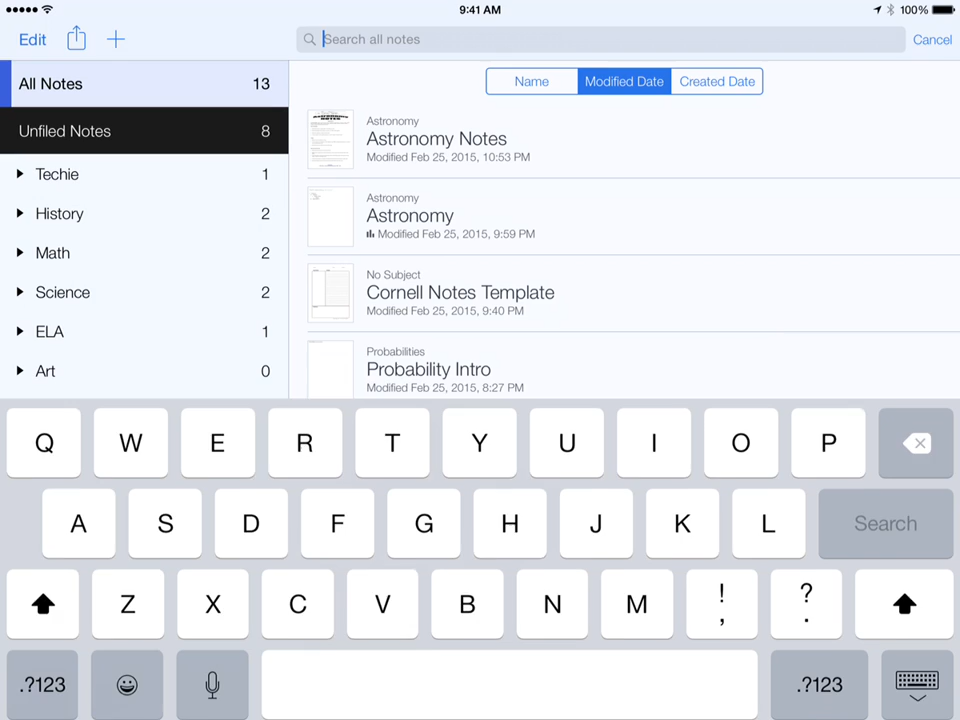 9:41 AM
100%
Edit
Search all notes
Cancel
All Notes 13
Unfiled Notes 8
Techie 1
History 2
Math 2
Science 2
ELA 1
Art 0
Name Modified Date Created Date
Astronomy
Astronomy Notes
Modified Feb 25, 2015, 10:53 PM
Astronomy
Astronomy
Modified Feb 25, 2015, 9:59 PM
No Subject
Cornell Notes Template
Modified Feb 25, 2015, 9:40 PM
Probabilities
Probability Intro
Modified Feb 25, 2015, 8:27 PM
Q W E R T Y U I O P
A S D F G H J K L Search
Z X C V B N M ! , ? .
.?123 .?123